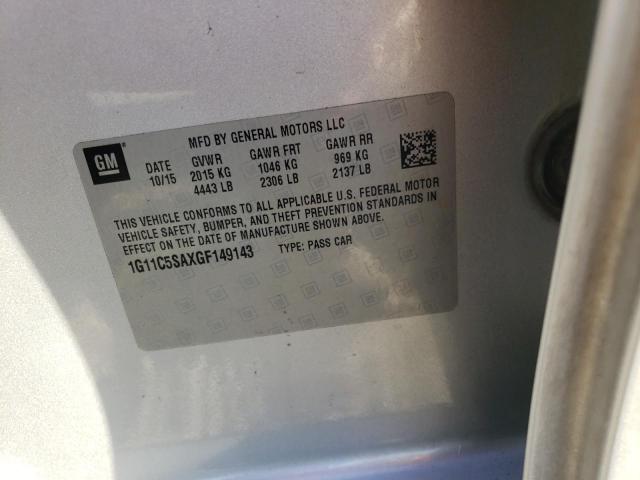 MFD BY GENERAL MOTORS LLC
GM
DATE GVWR GAWR FRT GAWR RR
10/15 2015 KG 1046 KG 969 KG
4443 LB 2306 LB 2137 LB
THIS VEHICLE CONFORMS TO ALL APPLICABLE U.S. FEDERAL MOTOR
VEHICLE SAFETY, BUMPER, AND THEFT PREVENTION STANDARDS IN
EFFECT ON THE DATE OF MANUFACTURE SHOWN ABOVE.
1G11C5SAXGF149143 TYPE: PASS CAR